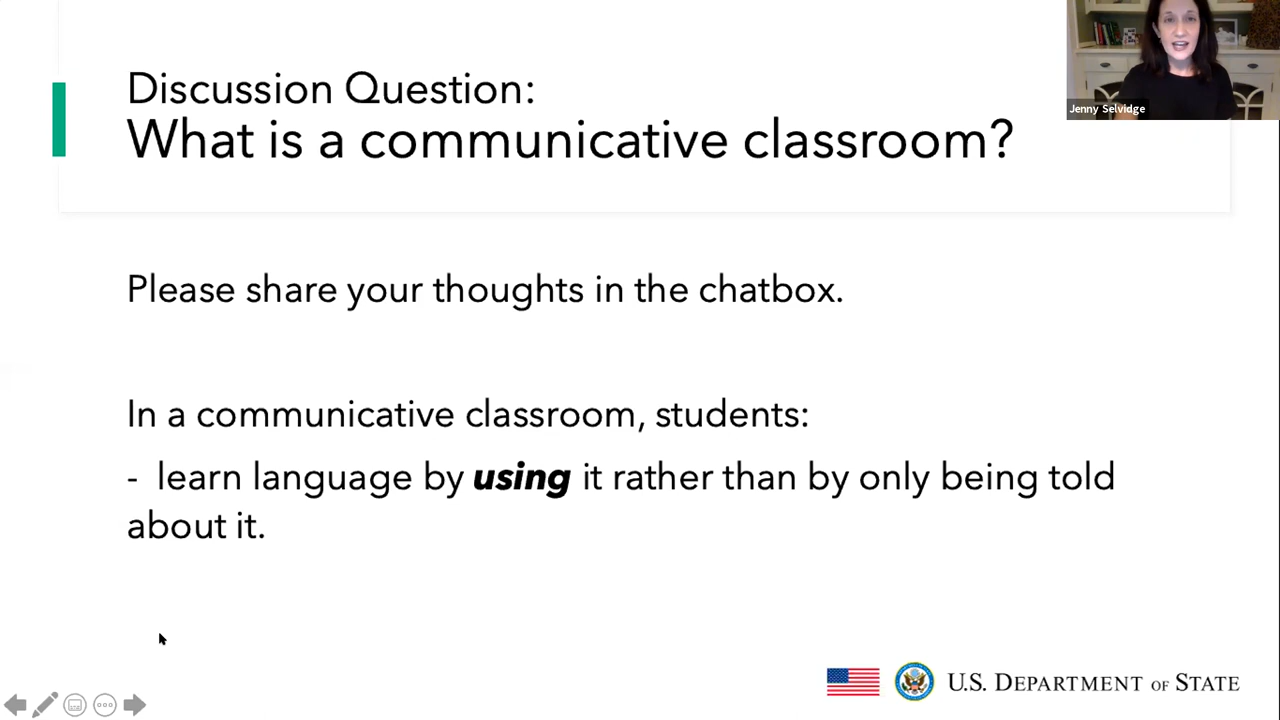 Discussion Question:
What is a communicative classroom?
Jenny Selvidge
Please share your thoughts in the chatbox.
In a communicative classroom, students:
- learn language by using it rather than by only being told
about it.
U.S. DEPARTMENT OF STATE